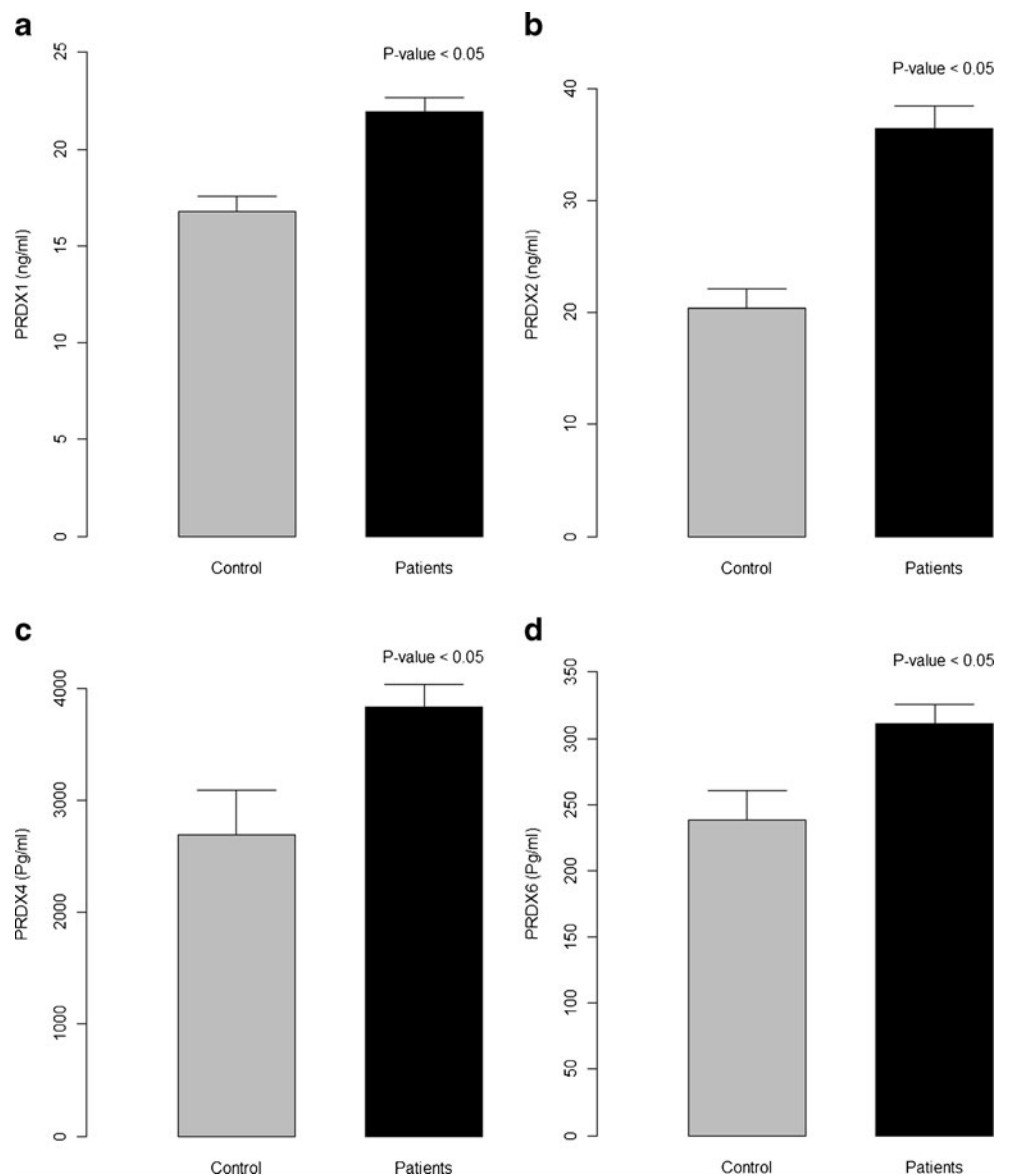 a
P-value < 0.05
25
20
15
10
5
0
PRDX1 (ng/ml)
Control Patients
b
P-value < 0.05
40
30
20
10
0
PRDX2 (ng/ml)
Control Patients
c
P-value < 0.05
4000
3000
2000
1000
0
PRDX4 (Pg/ml)
Control Patients
d
P-value < 0.05
350
300
250
200
150
100
50
0
PRDX6 (Pg/ml)
Control Patients